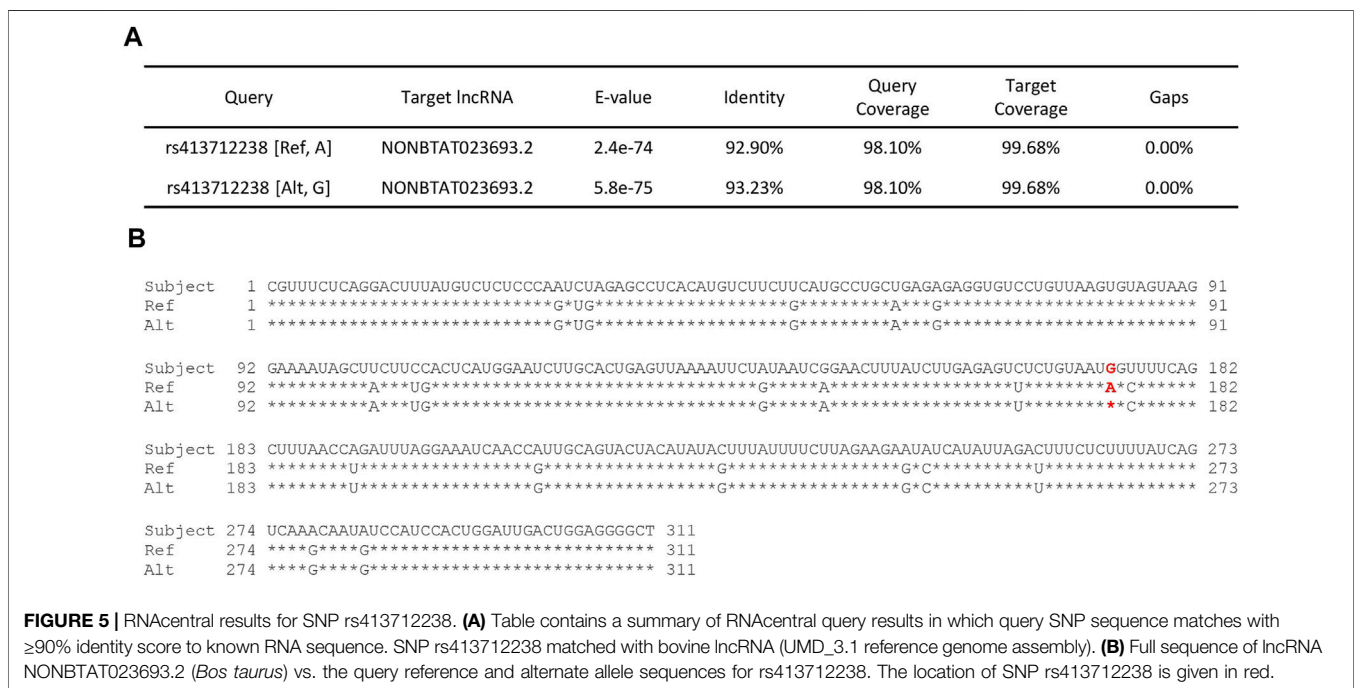 A
Query Target lncRNA E-value Identity Query Coverage Target Coverage Gaps
rs413712238 [Ref, A] NONBTAT023693.2 2.4e-74 92.90% 98.10% 99.68% 0.00%
rs413712238 [Alt, G] NONBTAT023693.2 5.8e-75 93.23% 98.10% 99.68% 0.00%
B
Subject 1 CGUUUCUCAGGACUUUAUGUCUCUCCCAAUCUAGAGCCUCACAUGUCUUCUUCAUGCCUGCUGAGAGAGGUGUCCUGUUAAGUGUAGUAAG 91
Ref 1 ***************************G*UG*******************G*********A***G************************** 91
Alt 1 ***************************G*UG*******************G*********A***G************************** 91
Subject 92 GAAAAUAGCUUCUUCCACUCAUGGAAUCUUGCACUGAGUUAAAAUUCUAUAAUCGGAACUUUAUCUUGAGAGUCUCUGUAAUGGUUUUCAG 182
Ref 92 **********A***UG*******************************G*****A*****************U********A*C****** 182
Alt 92 **********A***UG*******************************G*****A*****************U**********C****** 182
Subject 183 CUUUAACCAGAUUUAGGAAAUCAACCAUUGCAGUACUACAUAUACUUUAUUUUCUUAGAAGAAUAUCAUAUUAGACUUUCUCUUUUAUCAG 273
Ref 183 ********U****************G*****************G****************G*C**********U*************** 273
Alt 183 ********U****************G*****************G****************G*C**********U*************** 273
Subject 274 UCAAACAAUAUCCAUCCACUGGAUUGACUGGAGGGGCU 311
Ref 274 ****G****G*************************** 311
Alt 274 ****G****G*************************** 311
FIGURE 5 | RNAcentral results for SNP rs413712238. (A) Table contains a summary of RNAcentral query results in which query SNP sequence matches with
≥90% identity score to known RNA sequence. SNP rs413712238 matched with bovine lncRNA (UMD_3.1 reference genome assembly). (B) Full sequence of lncRNA
NONBTAT023693.2 (Bos taurus) vs. the query reference and alternate allele sequences for rs413712238. The location of SNP rs413712238 is given in red.